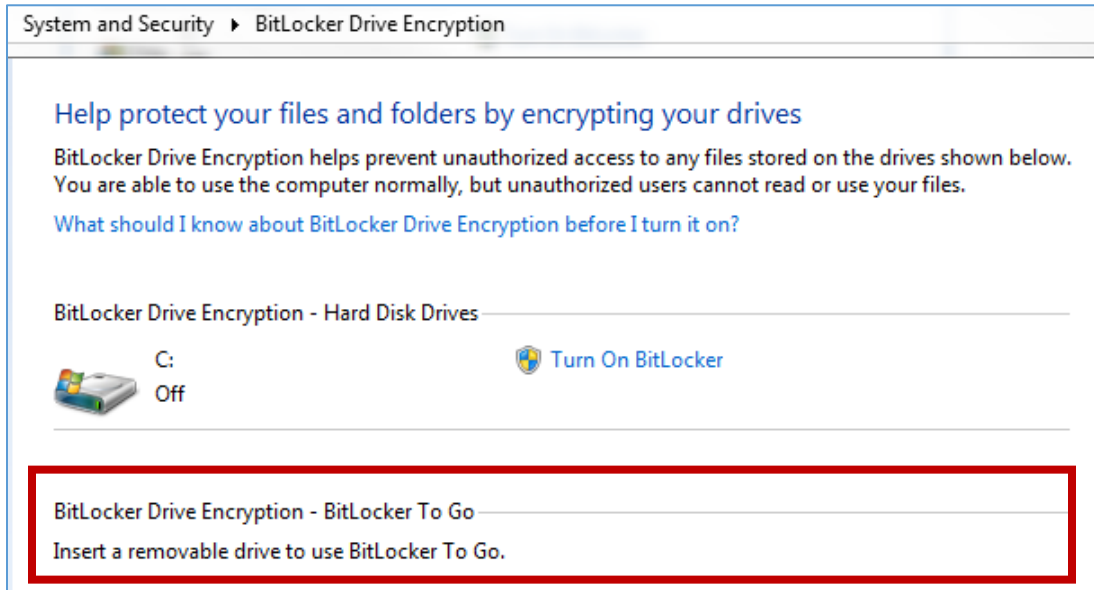 System and Security ▸ BitLocker Drive Encryption
Help protect your files and folders by encrypting your drives
BitLocker Drive Encryption helps prevent unauthorized access to any files stored on the drives shown below.
You are able to use the computer normally, but unauthorized users cannot read or use your files.
What should I know about BitLocker Drive Encryption before I turn it on?
BitLocker Drive Encryption - Hard Disk Drives
C: Turn On BitLocker
Off
BitLocker Drive Encryption - BitLocker To Go
Insert a removable drive to use BitLocker To Go.